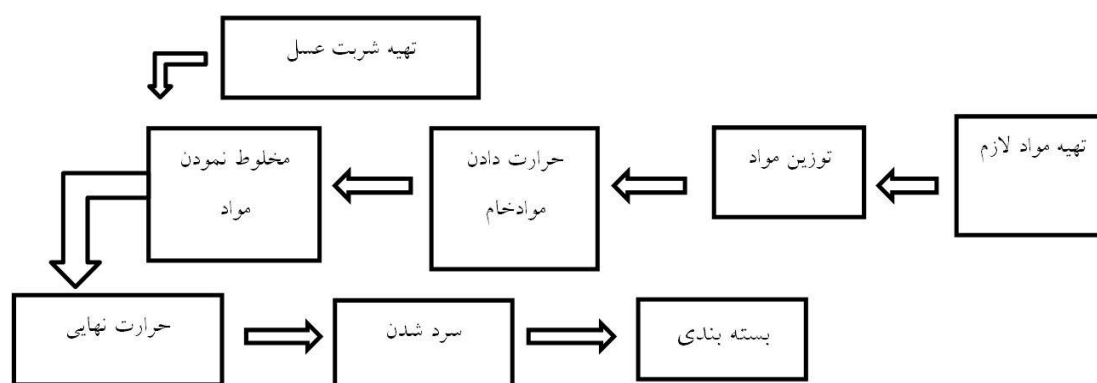 تهیه شربت عسل
تهیه مواد لازم
توزین مواد
حرارت دادن
موادخام
مخلوط نمودن
مواد
حرارت نهایی
سرد شدن
بسته بندی